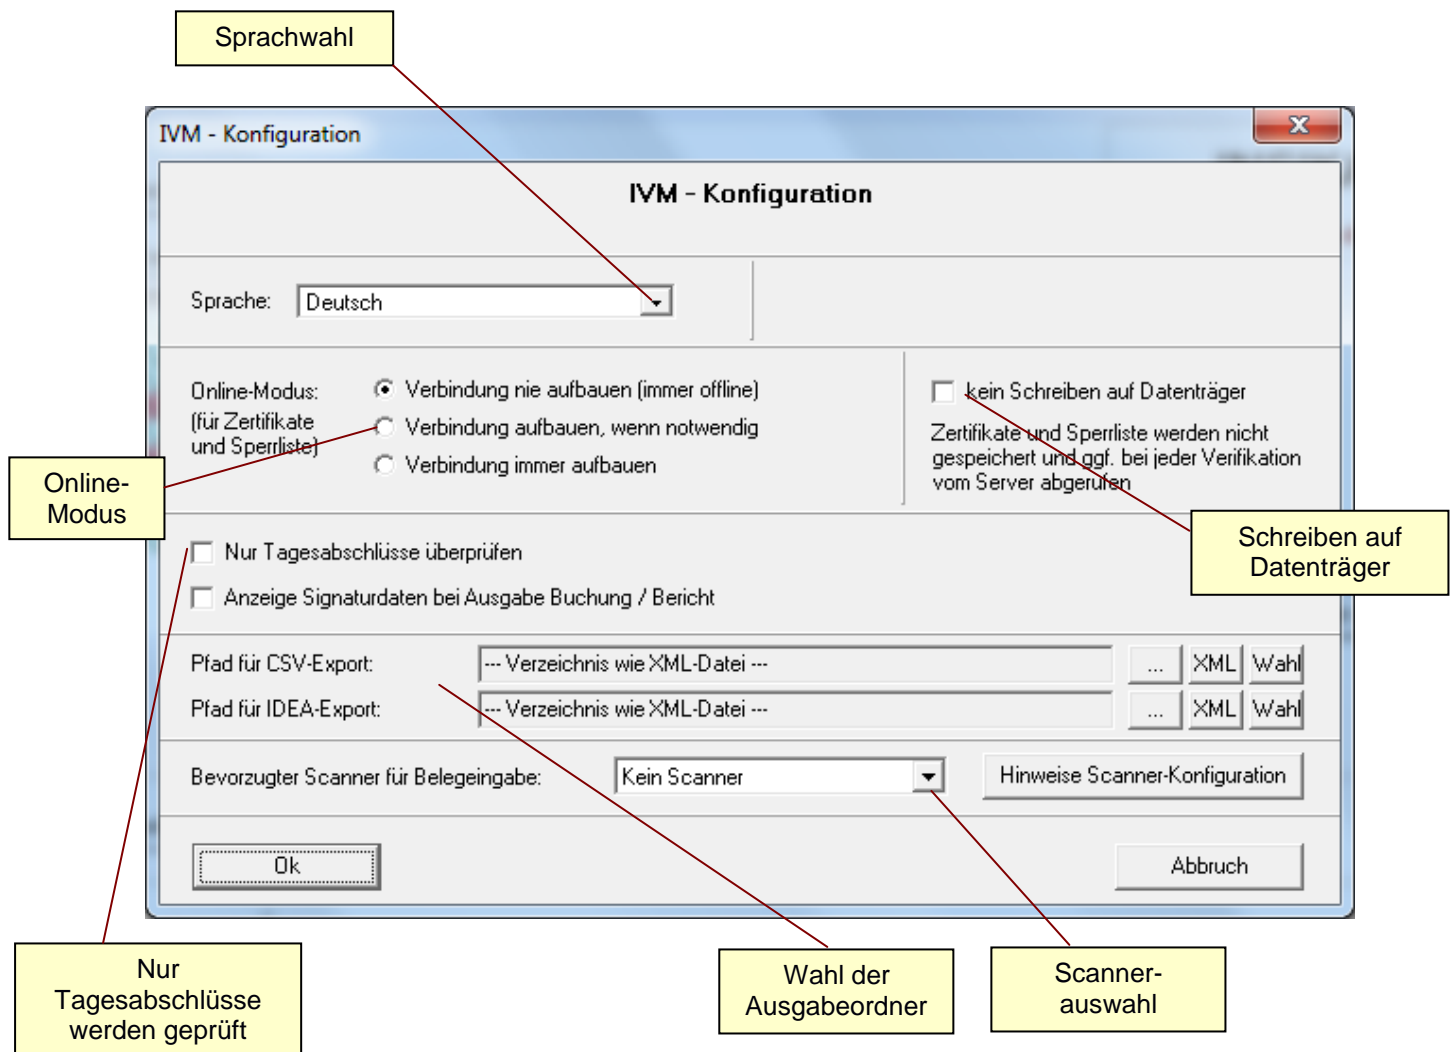 Sprachwahl
IVM - Konfiguration
X
IVM - Konfiguration
Sprache:
Deutsch
Online-Modus:
(für Zertifikate
und Sperrliste)
Verbindung nie aufbauen (immer offline)
Verbindung aufbauen, wenn notwendig
Verbindung immer aufbauen
kein Schreiben auf Datenträger
Zertifikate und Sperrliste werden nicht
gespeichert und ggf. bei jeder Verifikation
vom Server abgerufen
Online-
Modus
Schreiben auf
Datenträger
Nur Tagesabschlüsse überprüfen
Anzeige Signaturdaten bei Ausgabe Buchung / Bericht
Pfad für CSV-Export:
--- Verzeichnis wie XML-Datei ---
... XML Wahl
Pfad für IDEA-Export:
--- Verzeichnis wie XML-Datei ---
... XML Wahl
Bevorzugter Scanner für Belegeingabe:
Kein Scanner
Hinweise Scanner-Konfiguration
Ok
Abbruch
Nur
Tagesabschlüsse
werden geprüft
Wahl der
Ausgabeordner
Scanner-
auswahl